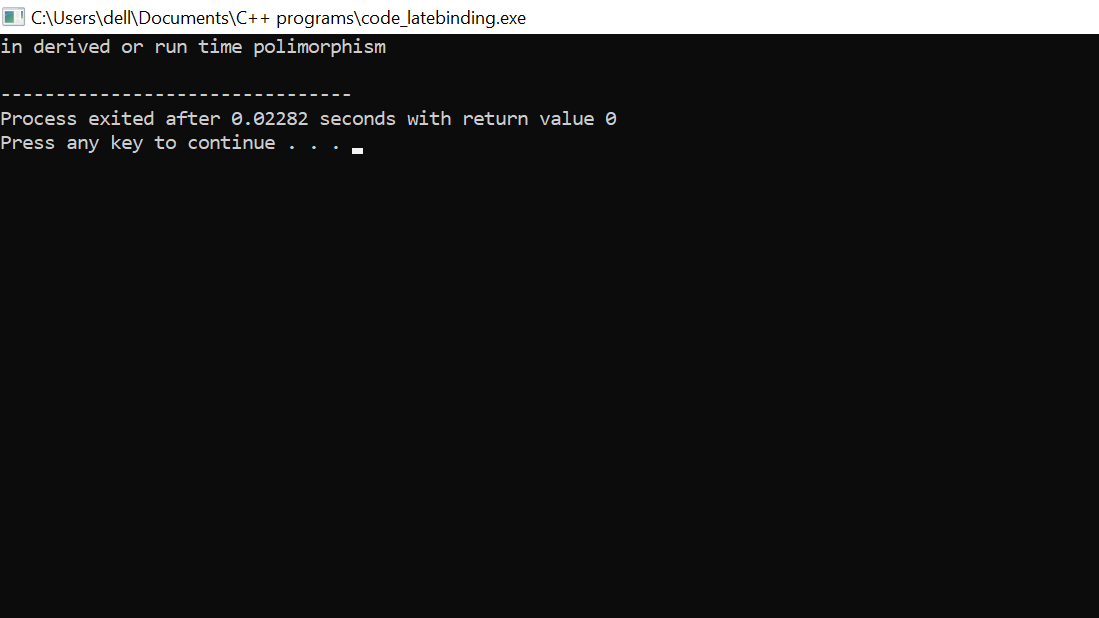 C:\Users\dell\Documents\C++ programs\code_latebinding.exe
in derived or run time polimorphism
--------------------------------
Process exited after 0.02282 seconds with return value 0
Press any key to continue . . .